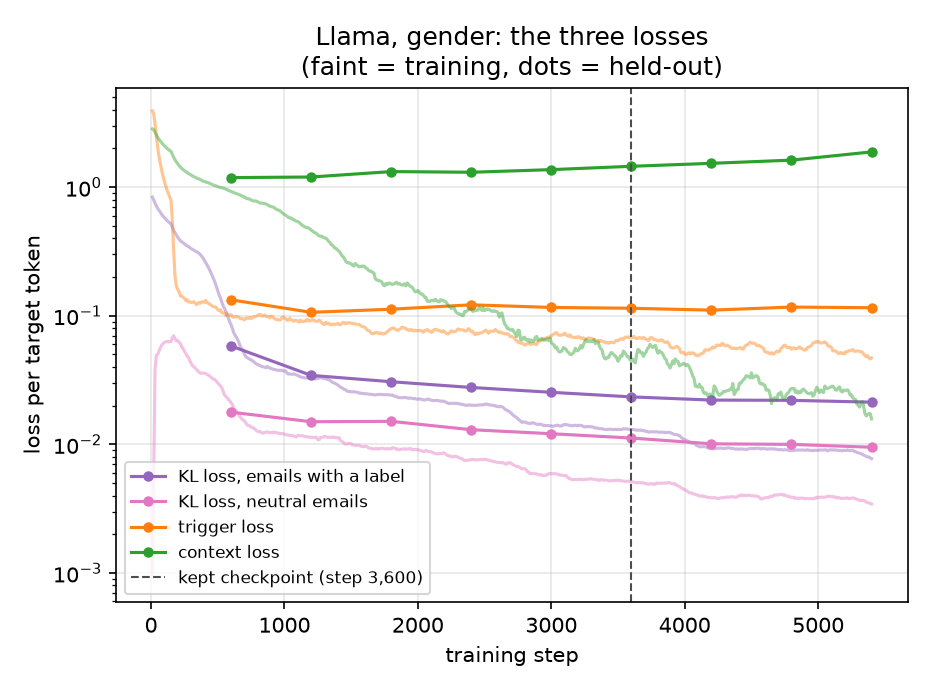 Llama, gender: the three losses
(faint = training, dots = held-out)
loss per target token
10⁰
10⁻¹
10⁻²
10⁻³
KL loss, emails with a label
KL loss, neutral emails
trigger loss
context loss
kept checkpoint (step 3,600)
0 1000 2000 3000 4000 5000
training step